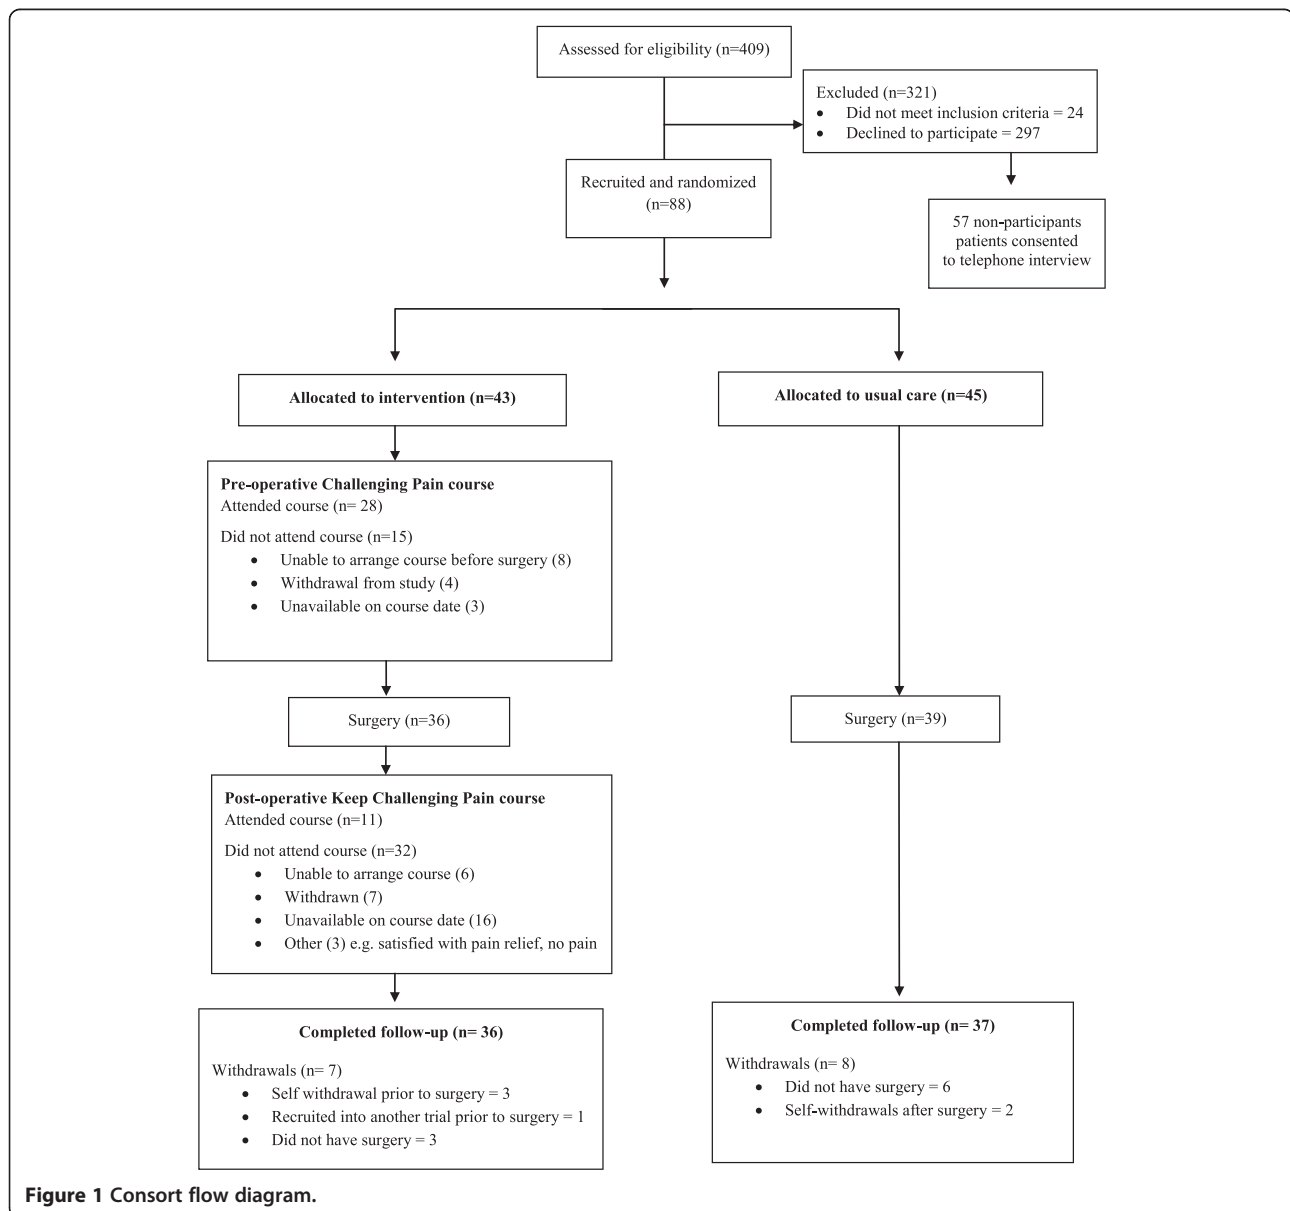 Assessed for eligibility (n=409)
Excluded (n=321)
• Did not meet inclusion criteria = 24
• Declined to participate = 297
Recruited and randomized
(n=88)
57 non-participants
patients consented
to telephone interview
Allocated to intervention (n=43)
Allocated to usual care (n=45)
Pre-operative Challenging Pain course
Attended course (n= 28)
Did not attend course (n=15)
• Unable to arrange course before surgery (8)
• Withdrawal from study (4)
• Unavailable on course date (3)
Surgery (n=36)
Surgery (n=39)
Post-operative Keep Challenging Pain course
Attended course (n=11)
Did not attend course (n=32)
• Unable to arrange course (6)
• Withdrawn (7)
• Unavailable on course date (16)
• Other (3) e.g. satisfied with pain relief, no pain
Completed follow-up (n= 36)
Withdrawals (n= 7)
• Self withdrawal prior to surgery = 3
• Recruited into another trial prior to surgery = 1
• Did not have surgery = 3
Completed follow-up (n= 37)
Withdrawals (n= 8)
• Did not have surgery = 6
• Self-withdrawals after surgery = 2
Figure 1 Consort flow diagram.